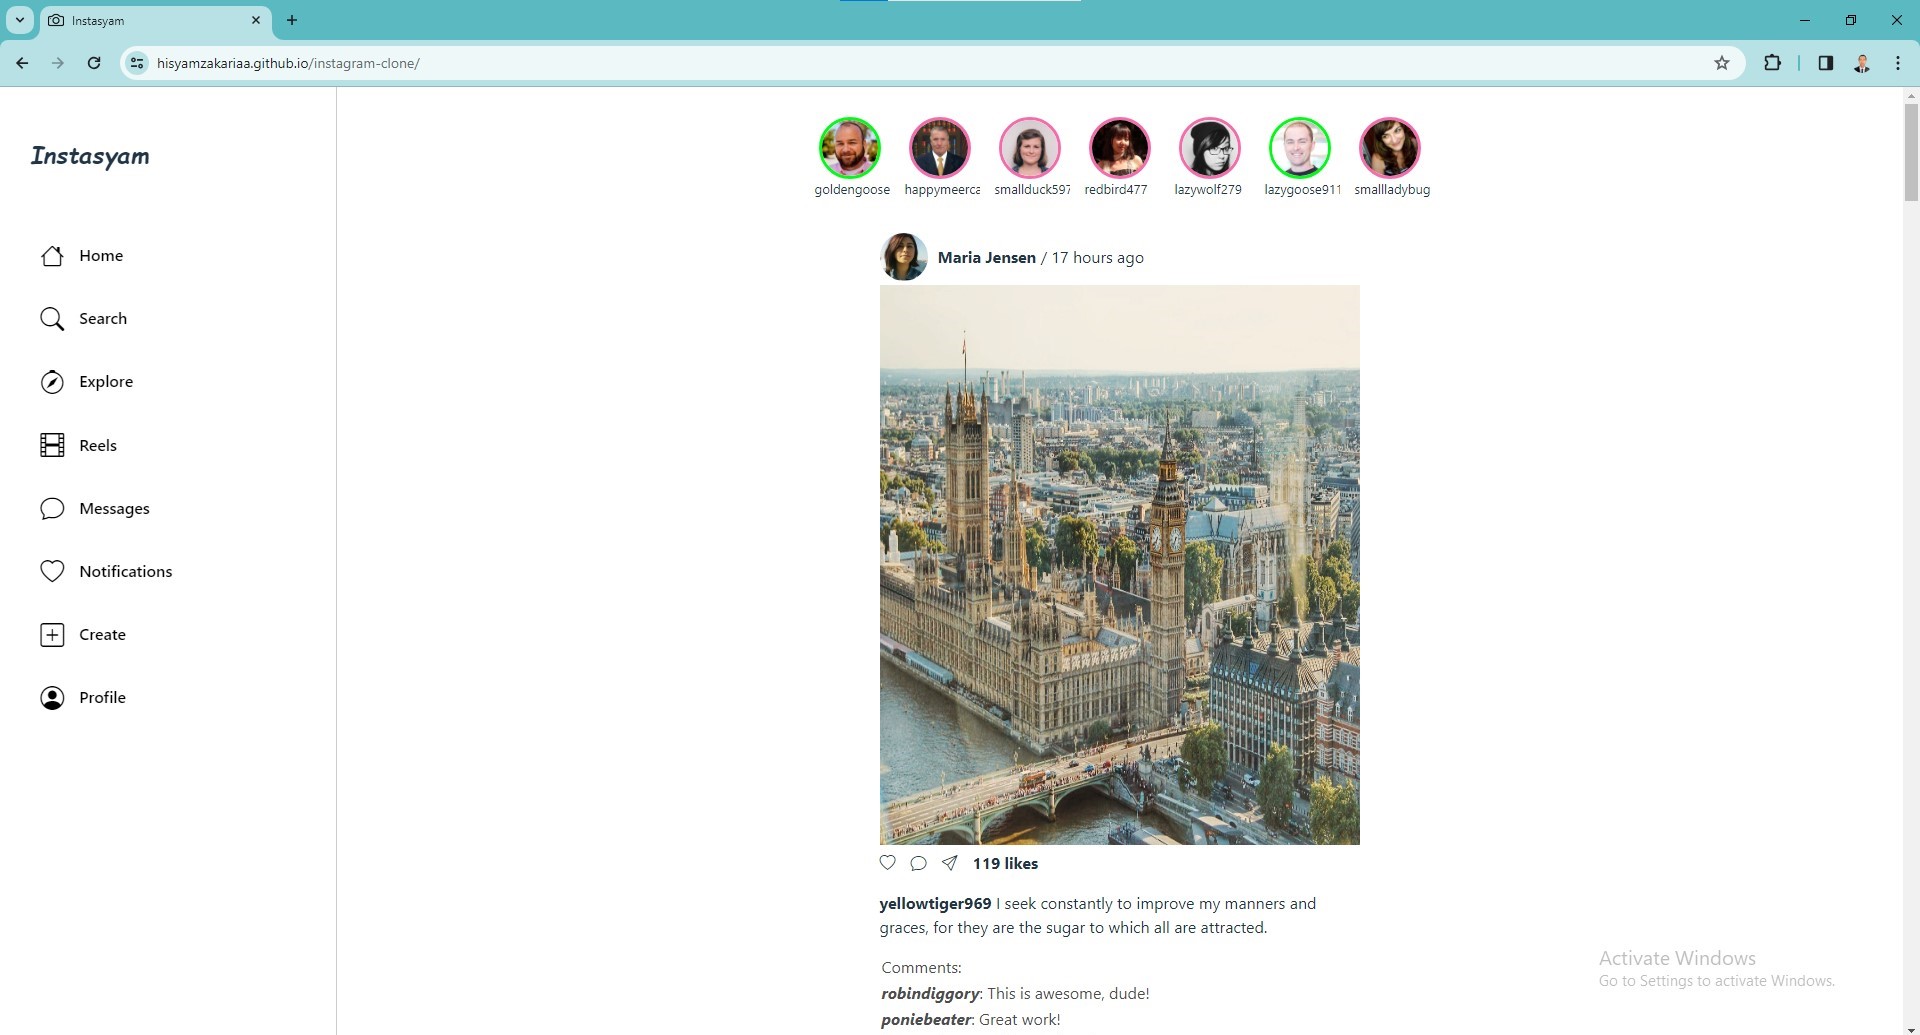 Instasyam
hisyamzakariaa.github.io/instagram-clone/
Instasyam
Home
Search
Explore
Reels
Messages
Notifications
Create
Profile
goldengoose happymeerca smallduck597 redbird477 lazywolf279 lazygoose911 smallladybug
Maria Jensen / 17 hours ago
119 likes
yellowtiger969 I seek constantly to improve my manners and
graces, for they are the sugar to which all are attracted.
Comments:
robindiggory: This is awesome, dude!
poniebeater: Great work!
Activate Windows
Go to Settings to activate Windows.